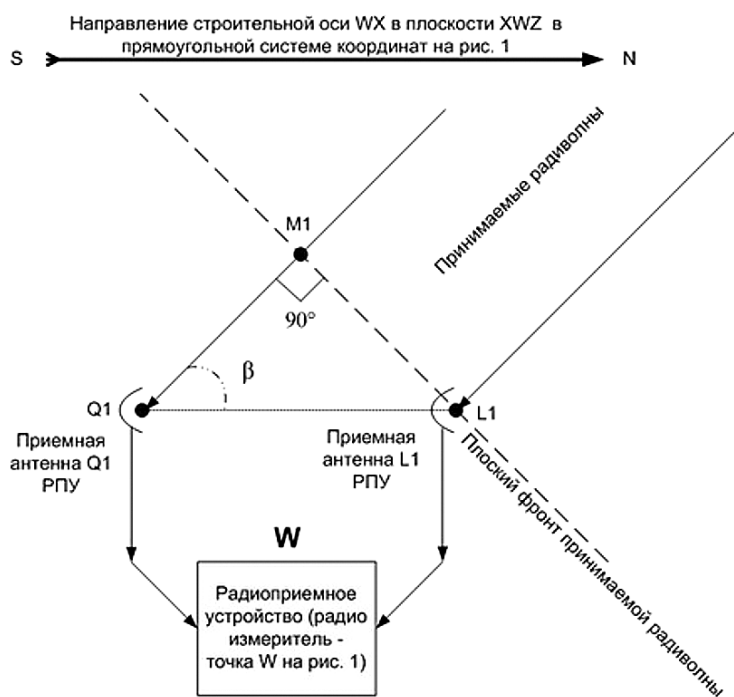 Направление строительной оси WX в плоскости XWZ в
прямоугольной системе координат на рис. 1
S
N
M1
Принимаемые радиволны
90°
β
Q1
L1
Приемная
антенна Q1
РПУ
Приемная
антенна L1
РПУ
Плоский фронт принимаемой радиволны
W
Радиоприемное
устройство (радио
измеритель -
точка W на рис. 1)